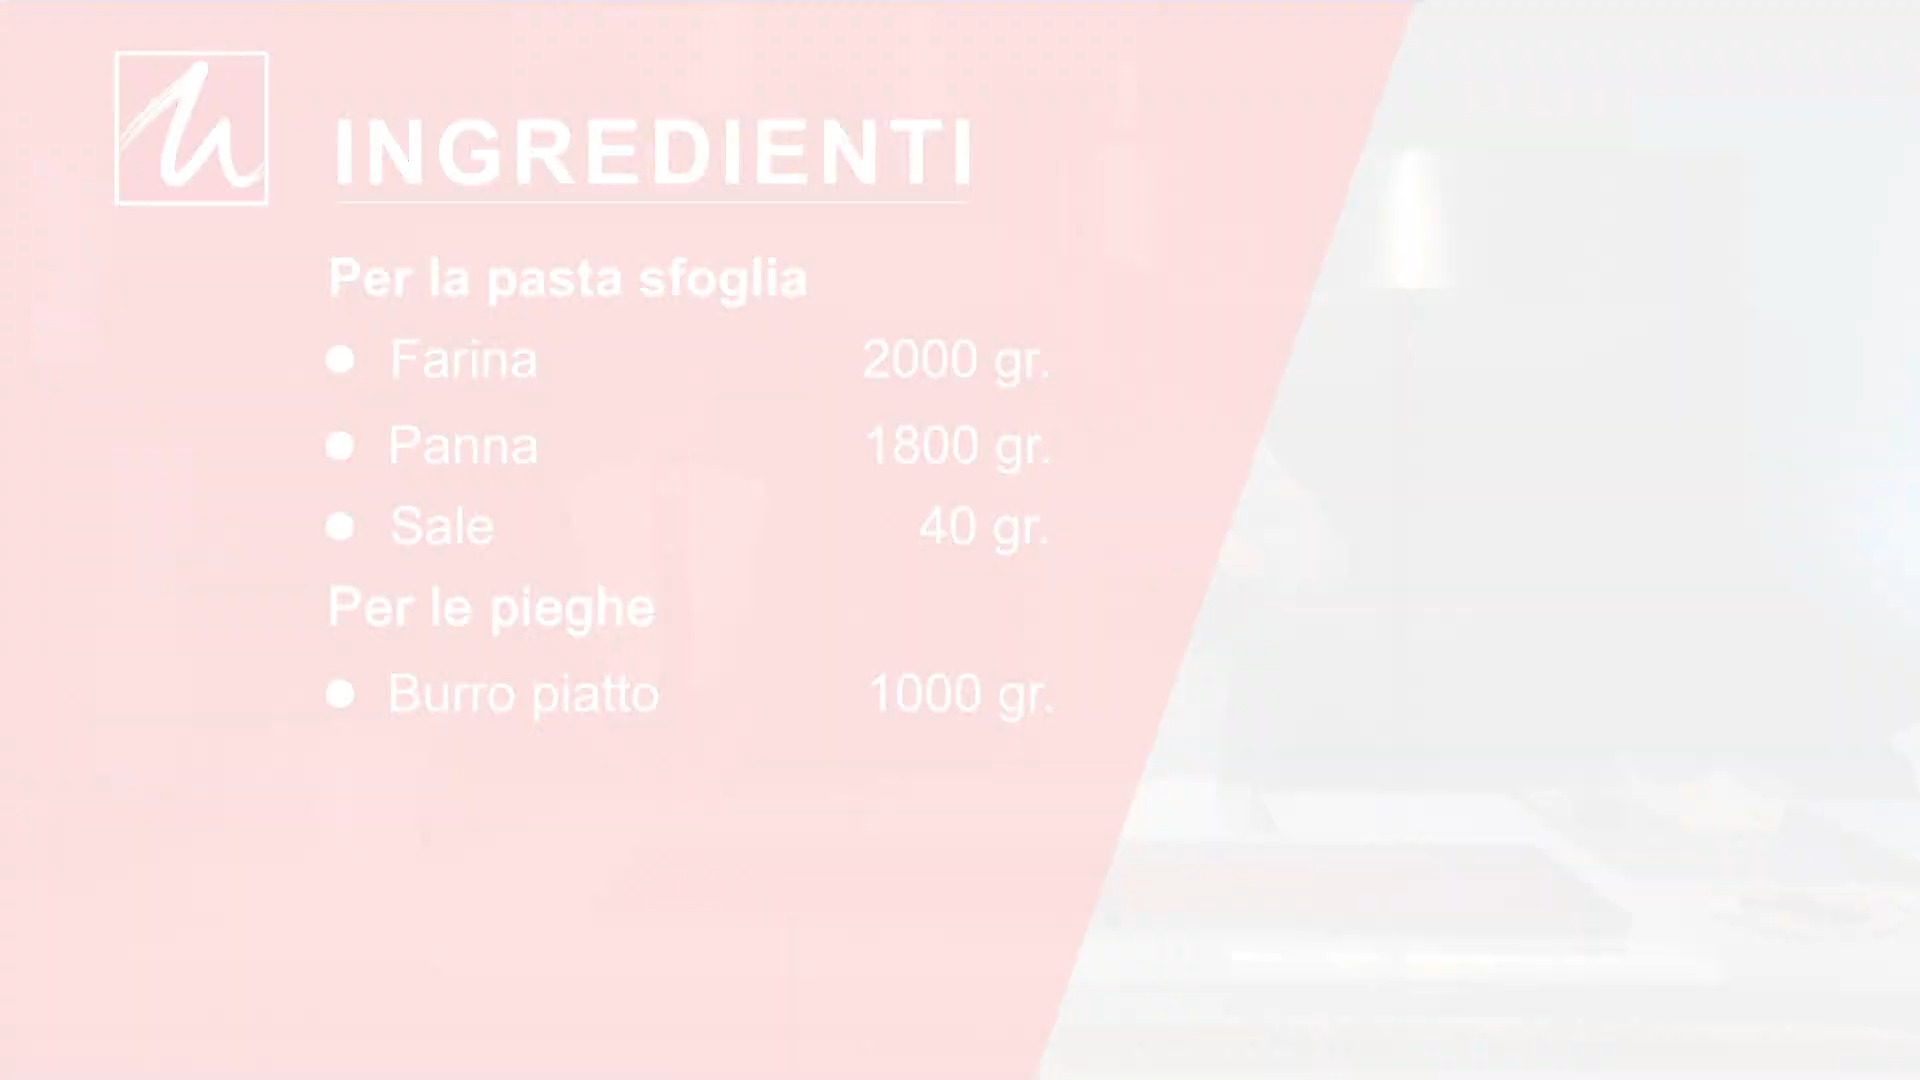 INGREDIENTI
Per la pasta sfoglia
Farina 2000 gr.
Panna 1800 gr.
Sale 40 gr.
Per le pieghe
Burro piatto 1000 gr.